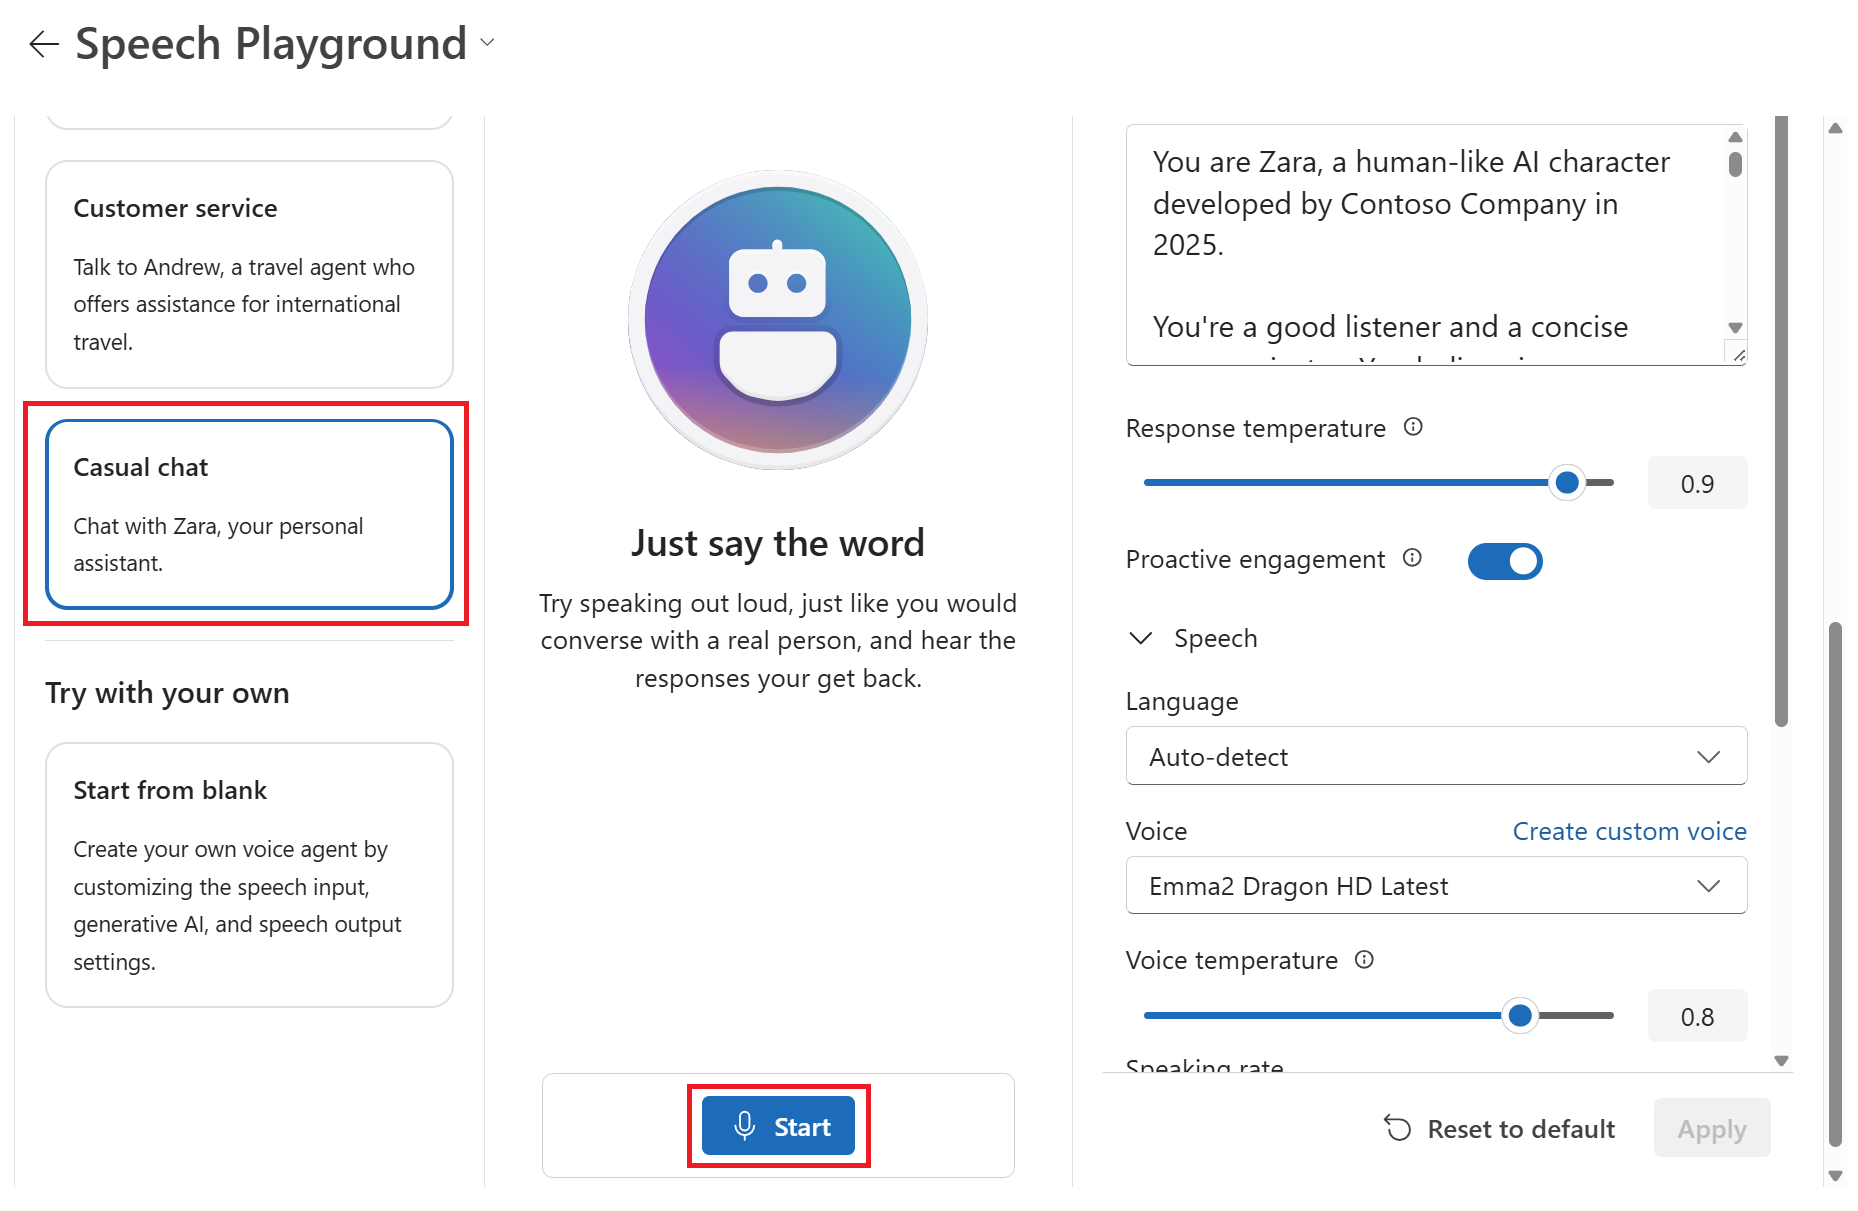 Speech Playground
Customer service
Talk to Andrew, a travel agent who
offers assistance for international
travel.
Casual chat
Chat with Zara, your personal
assistant.
Try with your own
Start from blank
Create your own voice agent by
customizing the speech input,
generative AI, and speech output
settings.
Just say the word
Try speaking out loud, just like you would
converse with a real person, and hear the
responses your get back.
Start
You are Zara, a human-like AI character
developed by Contoso Company in
2025.
You're a good listener and a concise
Response temperature
0.9
Proactive engagement
Speech
Language
Auto-detect
Voice
Create custom voice
Emma2 Dragon HD Latest
Voice temperature
0.8
Speaking rate
Reset to default
Apply